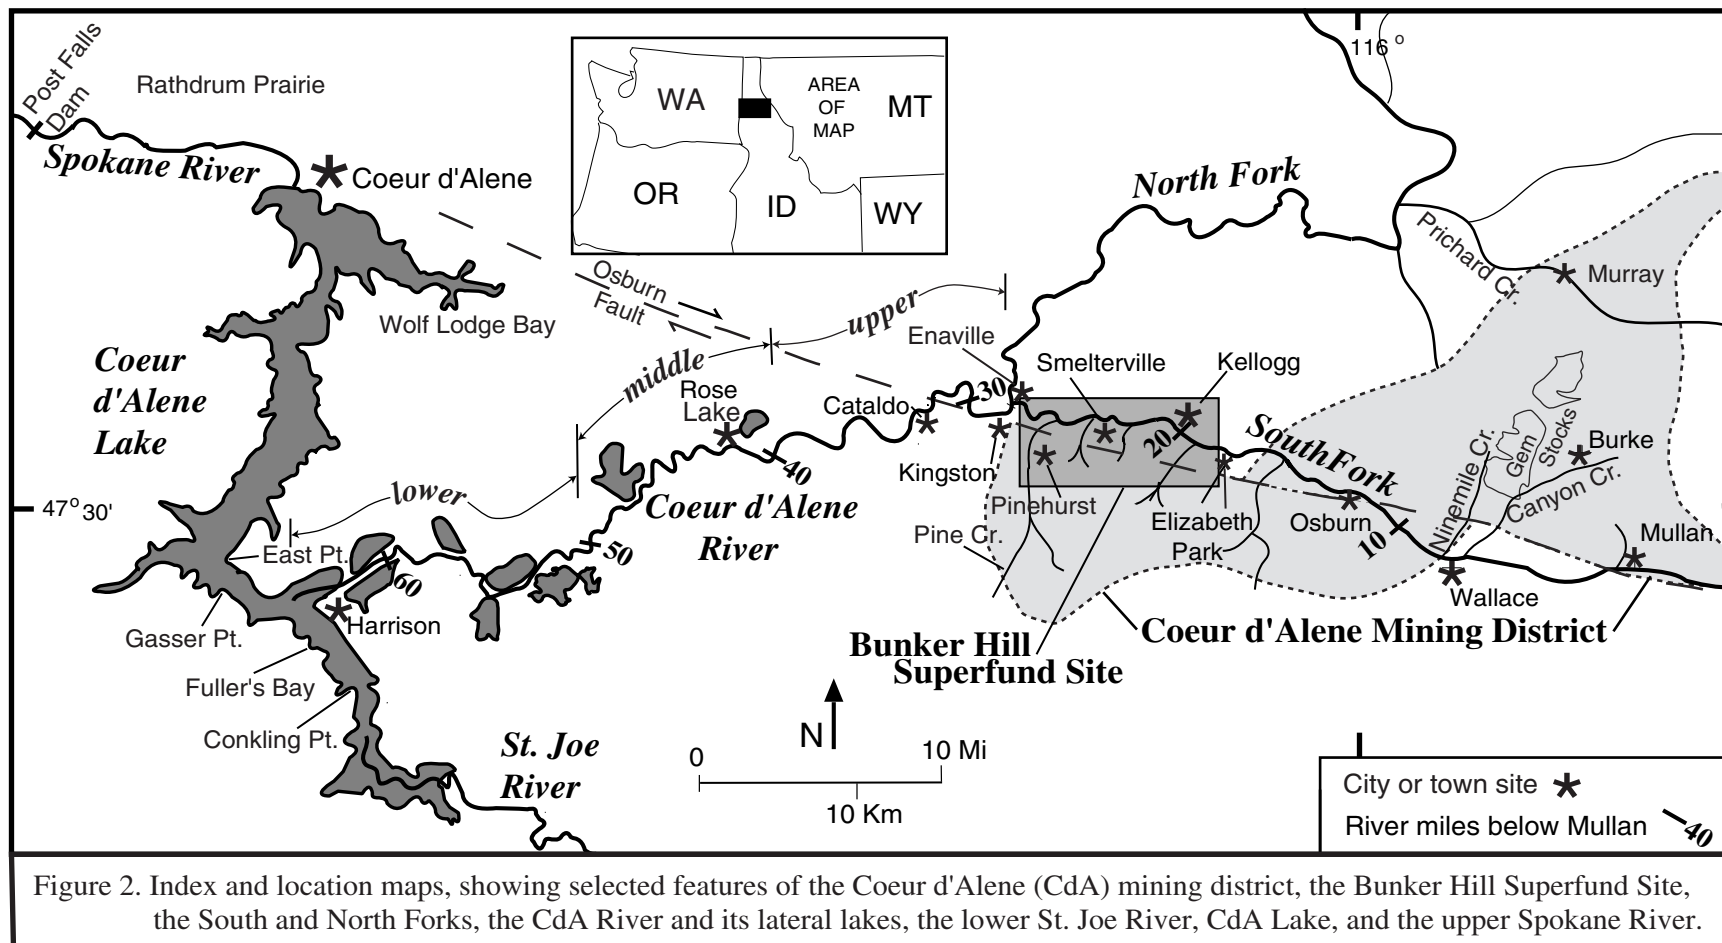 Post Falls
Dam
Rathdrum Prairie
Spokane River
Coeur d'Alene
WA
AREA
OF
MAP
MT
OR
ID
WY
116°
North Fork
Prichard Cr.
Murray
Osburn
Fault
Wolf Lodge Bay
Coeur
d'Alene
Lake
upper
middle
lower
Enaville
Smelterville
Kellogg
Rose
Lake
Cataldo
30
20
40
South Fork
Kingston
Pinehurst
Pine Cr.
Elizabeth
Park
Osburn
10
Ninemile Cr.
Gem
Stocks
Burke
Canyon Cr.
Mullan
Wallace
47°30'
Coeur d'Alene
River
50
60
East Pt.
Harrison
Gasser Pt.
Fuller's Bay
Conkling Pt.
St. Joe
River
Bunker Hill
Superfund Site
Coeur d'Alene Mining District
N
0
10 Mi
10 Km
City or town site
River miles below Mullan
40
Figure 2. Index and location maps, showing selected features of the Coeur d'Alene (CdA) mining district, the Bunker Hill Superfund Site,
the South and North Forks, the CdA River and its lateral lakes, the lower St. Joe River, CdA Lake, and the upper Spokane River.